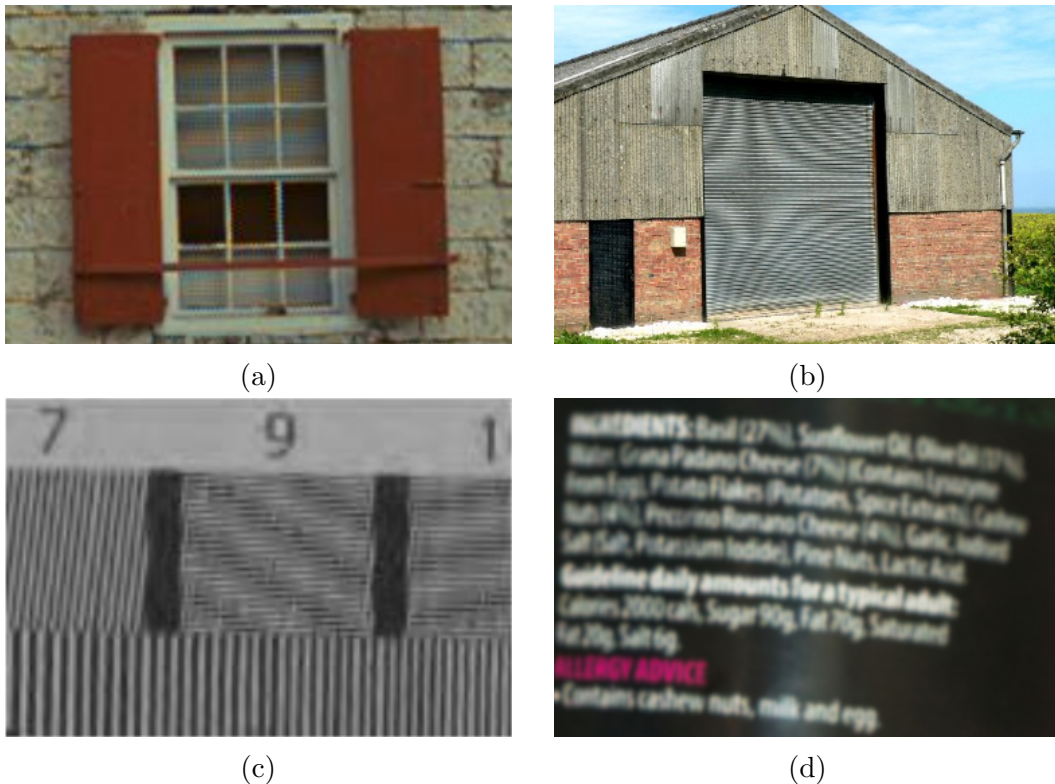 (a)
(b)
7 9 1
(c)
INGREDIENTS: Basil (27%), Sunflower Oil, Olive Oil (17%),
Water, Grana Padano Cheese (7%) (Contains Lysozyme
from Egg), Potato Flakes (Potatoes, Spice Extracts),
Nuts (4%), Pecorino Romano Cheese (4%), Garlic, Iodised
Salt (Salt, Potassium Iodide), Pine Nuts, Lactic Acid.
Guideline daily amounts for a typical adult:
Calories 2000 cals, Sugar 90g, Fat 70g, Saturated
Fat 20g, Salt 6g.
ALLERGY ADVICE
•Contains cashew nuts, milk and egg.
(d)